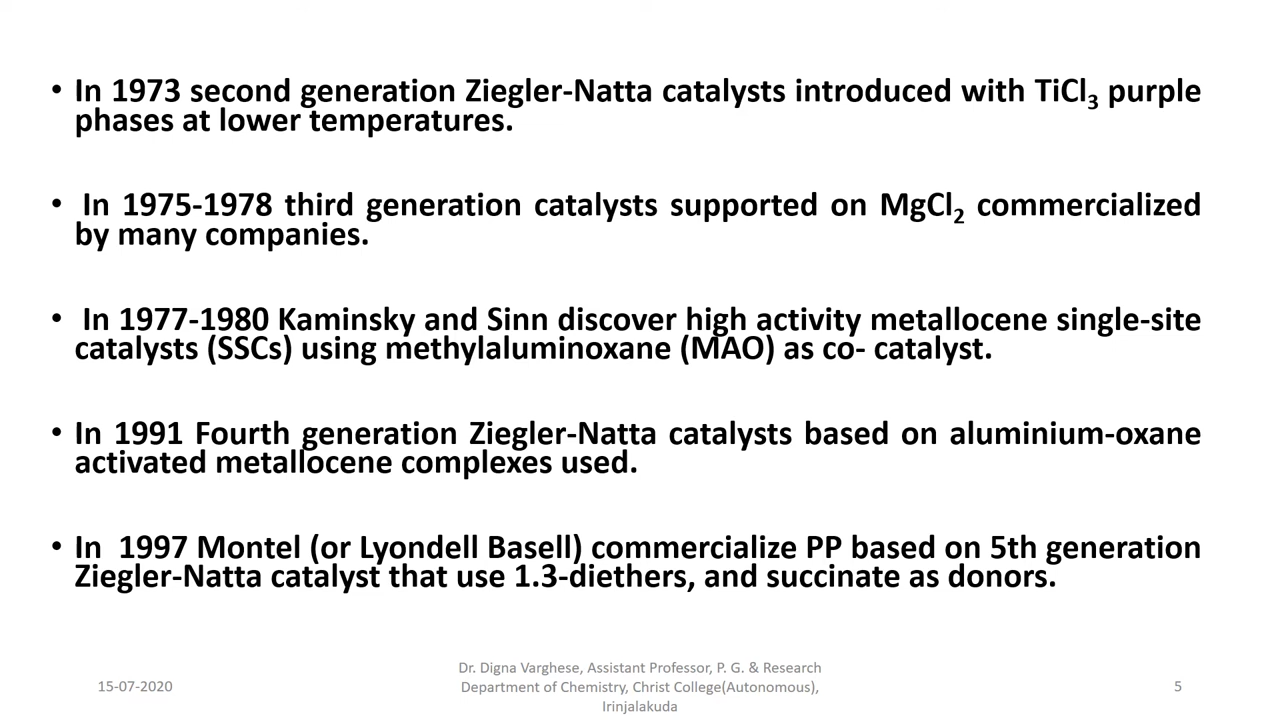 • In 1973 second generation Ziegler-Natta catalysts introduced with TiCl₃ purple
phases at lower temperatures.
• In 1975-1978 third generation catalysts supported on MgCl₂ commercialized
by many companies.
• In 1977-1980 Kaminsky and Sinn discover high activity metallocene single-site
catalysts (SSCs) using methylaluminoxane (MAO) as co- catalyst.
• In 1991 Fourth generation Ziegler-Natta catalysts based on aluminium-oxane
activated metallocene complexes used.
• In 1997 Montel (or Lyondell Basell) commercialize PP based on 5th generation
Ziegler-Natta catalyst that use 1.3-diethers, and succinate as donors.
15-07-2020
Dr. Digna Varghese, Assistant Professor, P. G. & Research
Department of Chemistry, Christ College(Autonomous),
Irinjalakuda
5